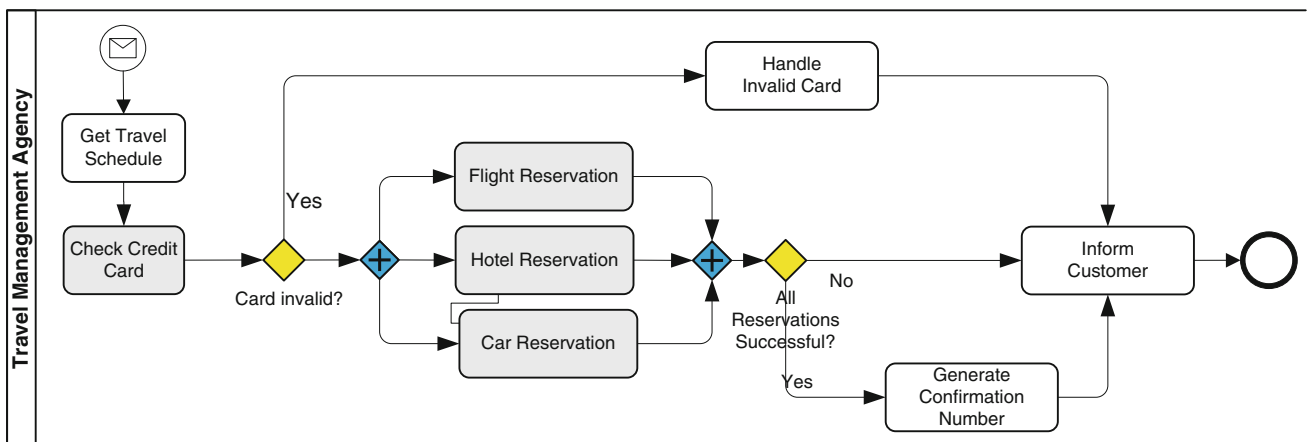 Travel Management Agency
Get Travel
Schedule
Check Credit
Card
Yes
Card invalid?
Handle
Invalid Card
Flight Reservation
Hotel Reservation
Car Reservation
All
Reservations
Successful?
No
Yes
Generate
Confirmation
Number
Inform
Customer